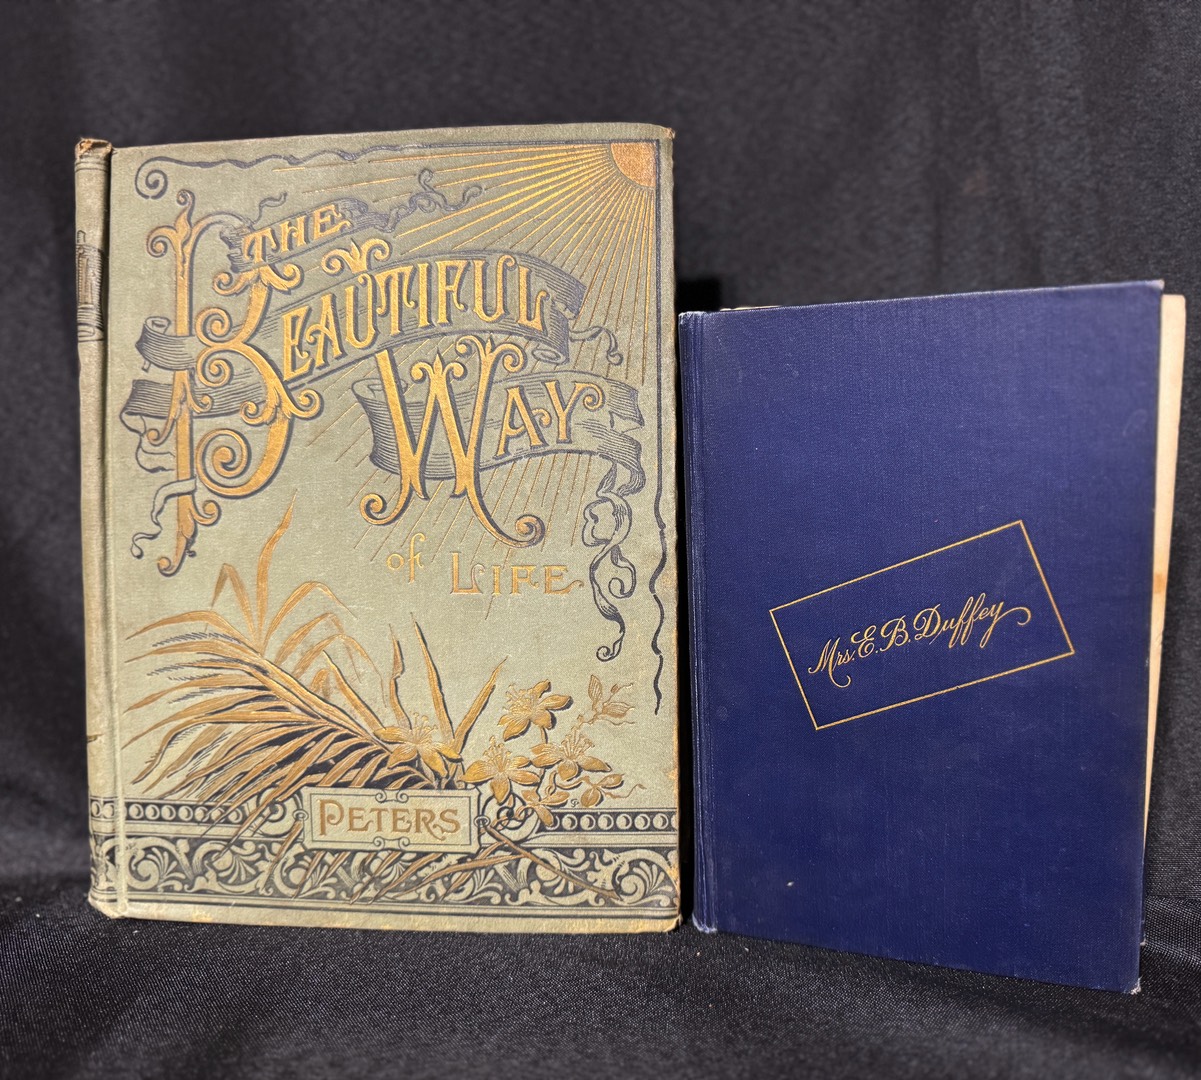 THE
BEAUTIFUL
WAY
of LIFE
PETERS
Mrs. E. B. Duffey